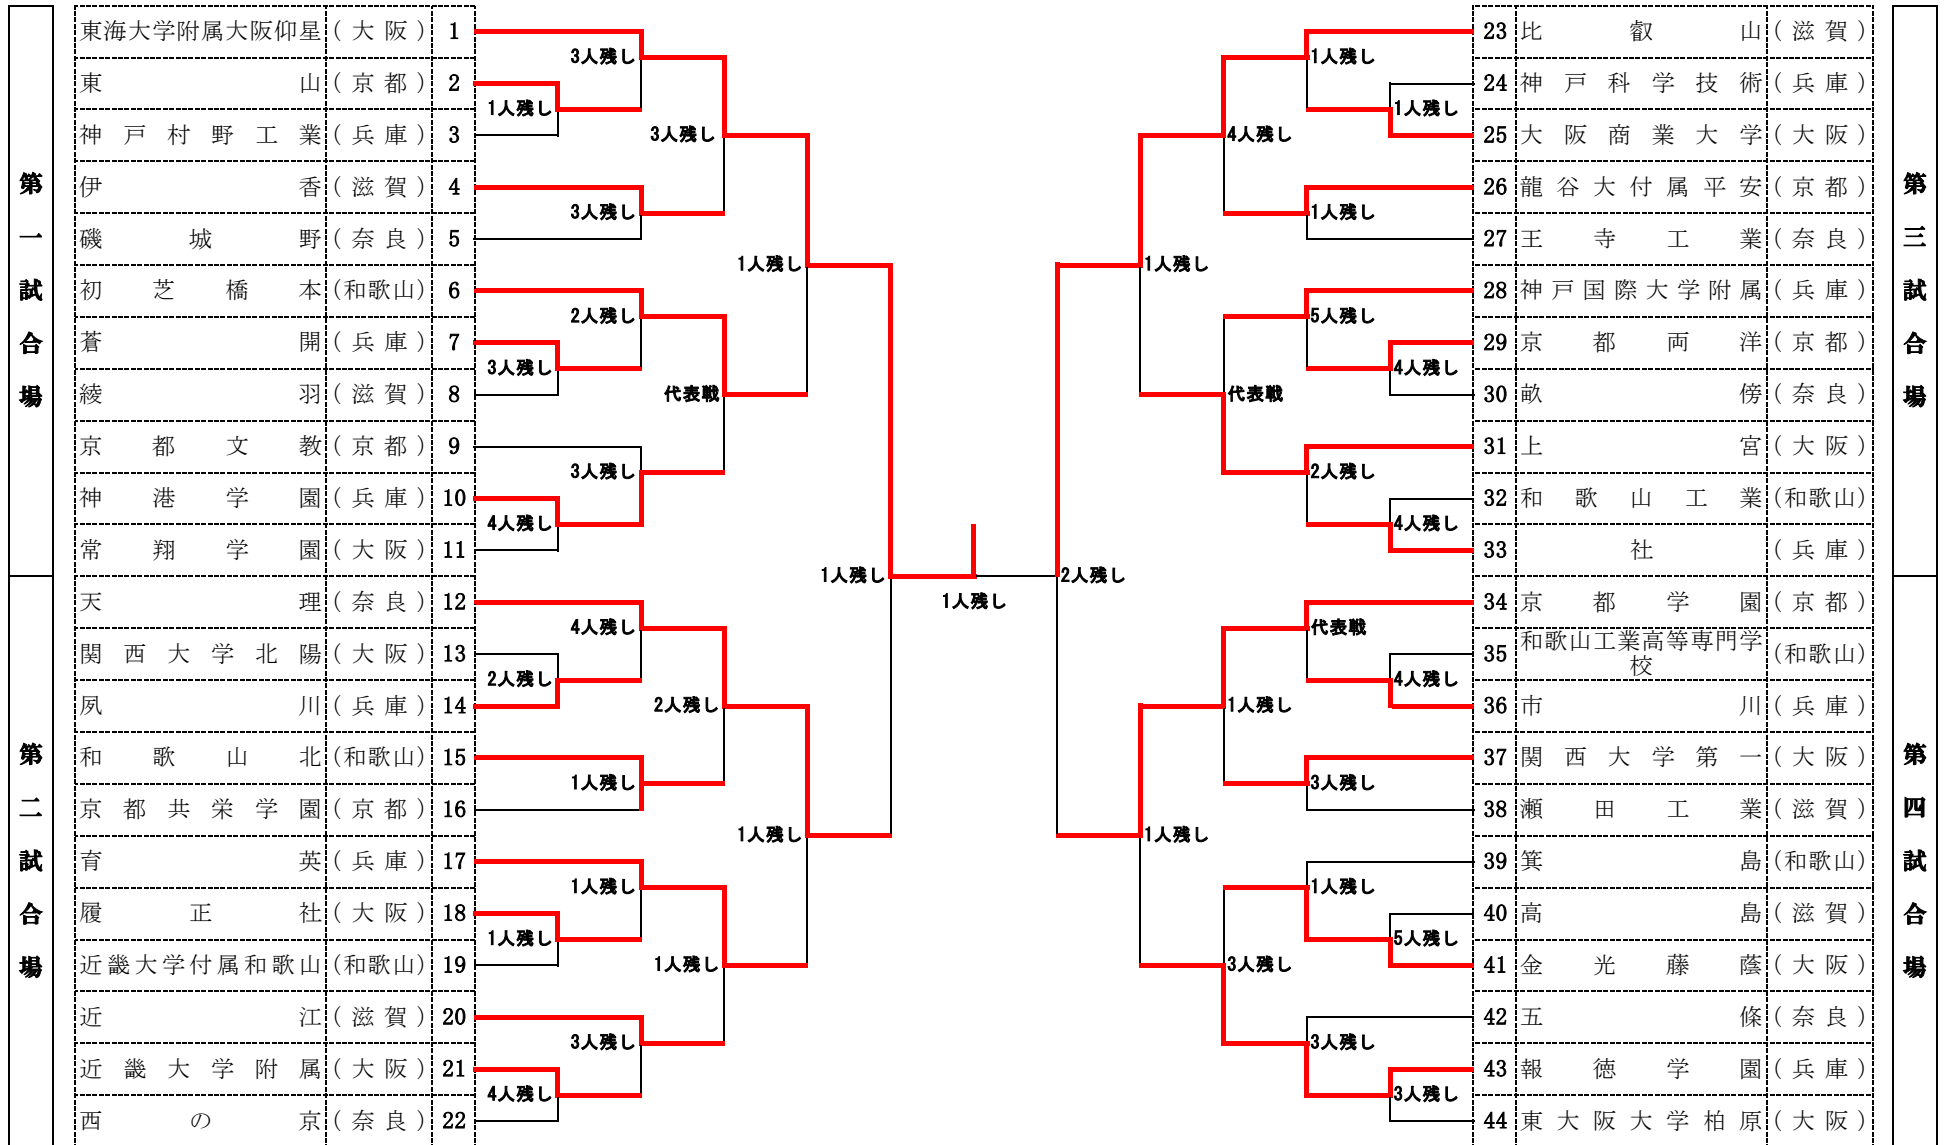 第一試合場
東海大学附属大阪仰星 (大阪) 1
東山 (京都) 2
神戸村野工業 (兵庫) 3
伊香 (滋賀) 4
磯城野 (奈良) 5
初芝橋本 (和歌山) 6
蒼開 (兵庫) 7
綾羽 (滋賀) 8
京都文教 (京都) 9
神港学園 (兵庫) 10
常翔学園 (大阪) 11
第二試合場
天理 (奈良) 12
関西大学北陽 (大阪) 13
夙川 (兵庫) 14
和歌山北 (和歌山) 15
京都共栄学園 (京都) 16
育英 (兵庫) 17
履正社 (大阪) 18
近畿大学付属和歌山 (和歌山) 19
近江 (滋賀) 20
近畿大学附属 (大阪) 21
西の京 (奈良) 22
3人残し
1人残し
3人残し
3人残し
1人残し
2人残し
3人残し
代表戦
3人残し
4人残し
1人残し
4人残し
2人残し
2人残し
1人残し
1人残し
1人残し
1人残し
1人残し
3人残し
4人残し
1人残し
1人残し
1人残し
4人残し
1人残し
1人残し
5人残し
4人残し
代表戦
2人残し
4人残し
2人残し
代表戦
4人残し
1人残し
3人残し
1人残し
1人残し
5人残し
3人残し
3人残し
3人残し
23 比叡山 (滋賀)
24 神戸科学技術 (兵庫)
25 大阪商業大学 (大阪)
26 龍谷大付属平安 (京都)
27 王寺工業 (奈良)
28 神戸国際大学附属 (兵庫)
29 京都両洋 (京都)
30 畝傍 (奈良)
31 上宮 (大阪)
32 和歌山工業 (和歌山)
33 社 (兵庫)
第三試合場
34 京都学園 (京都)
35 和歌山工業高等専門学校 (和歌山)
36 市川 (兵庫)
37 関西大学第一 (大阪)
38 瀬田工業 (滋賀)
39 箕島 (和歌山)
40 高島 (滋賀)
41 金光藤蔭 (大阪)
42 五條 (奈良)
43 報徳学園 (兵庫)
44 東大阪大学柏原 (大阪)
第四試合場